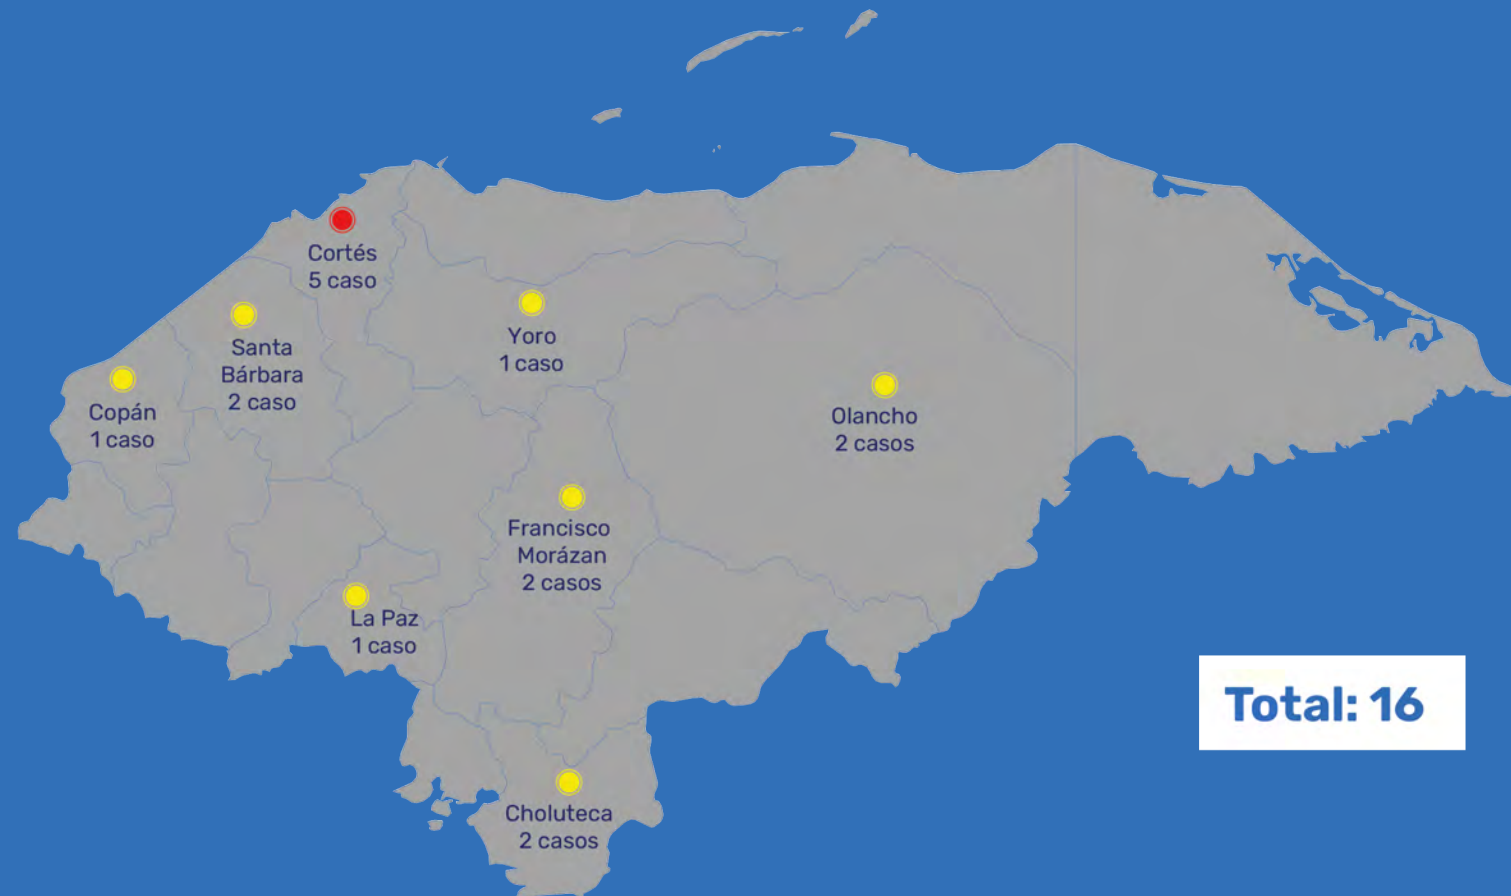 Cortés
5 caso
Yoro
1 caso
Santa
Bárbara
2 caso
Copán
1 caso
Olancho
2 casos
Francisco
Morázan
2 casos
La Paz
1 caso
Total: 16
Choluteca
2 casos